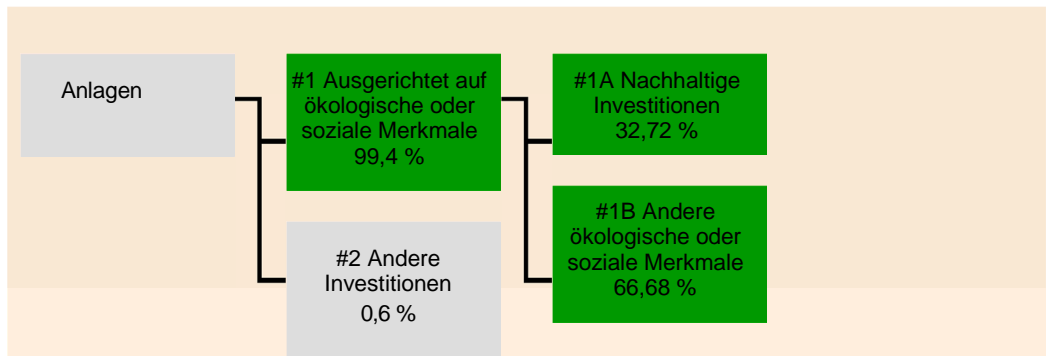 Anlagen
#1 Ausgerichtet auf
ökologische oder
soziale Merkmale
99,4 %
#2 Andere
Investitionen
0,6 %
#1A Nachhaltige
Investitionen
32,72 %
#1B Andere
ökologische oder
soziale Merkmale
66,68 %